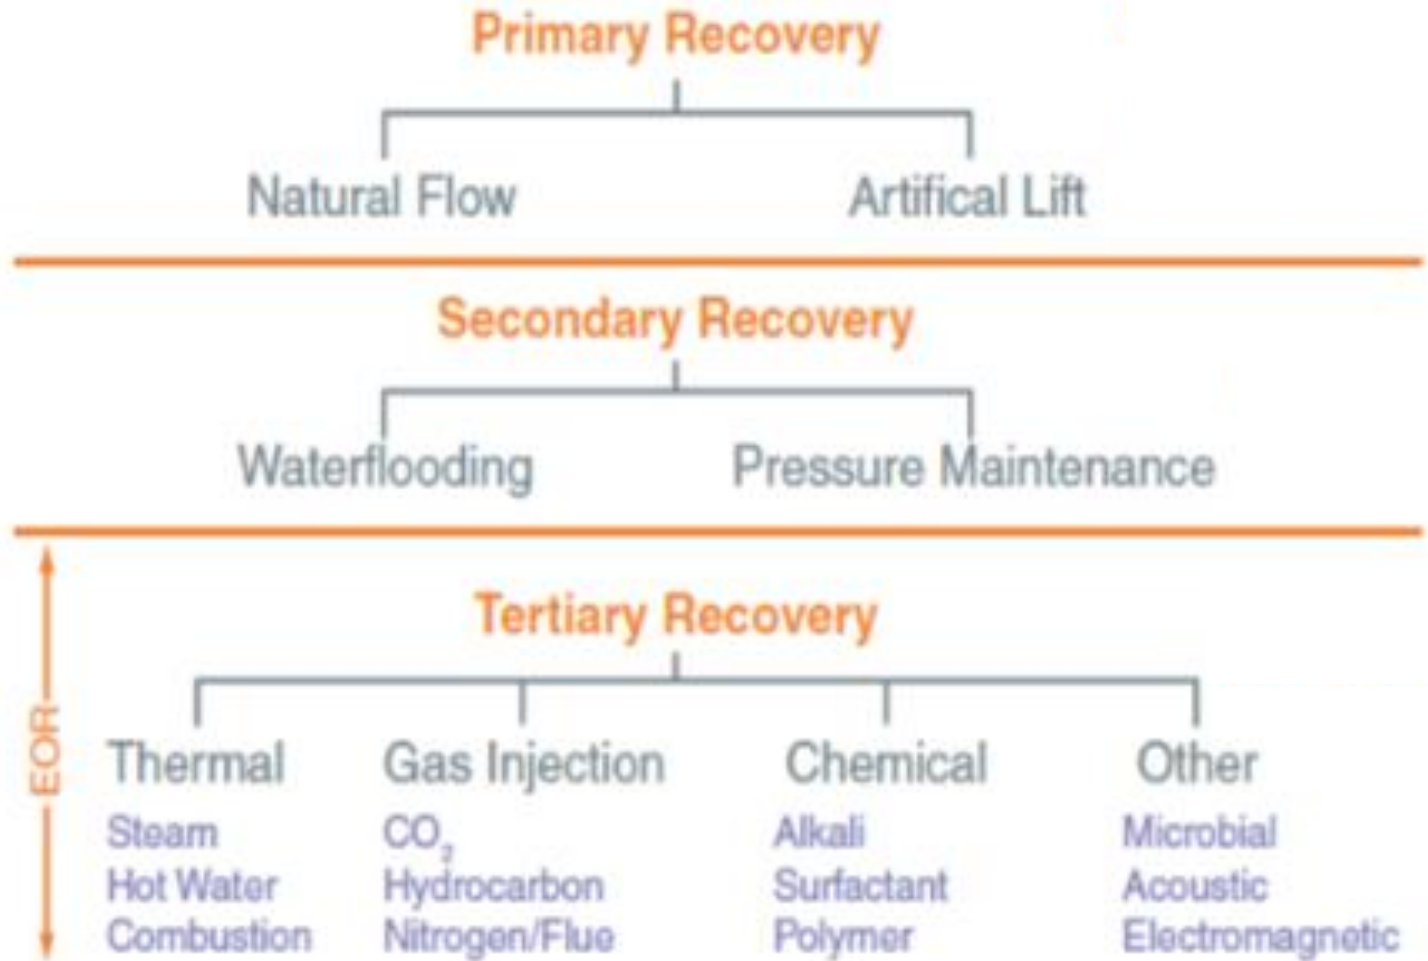 Primary Recovery
Natural Flow Artifical Lift
Secondary Recovery
Waterflooding Pressure Maintenance
Tertiary Recovery
EOR
Thermal Gas Injection Chemical Other
Steam CO₂ Alkali Microbial
Hot Water Hydrocarbon Surfactant Acoustic
Combustion Nitrogen/Flue Polymer Electromagnetic